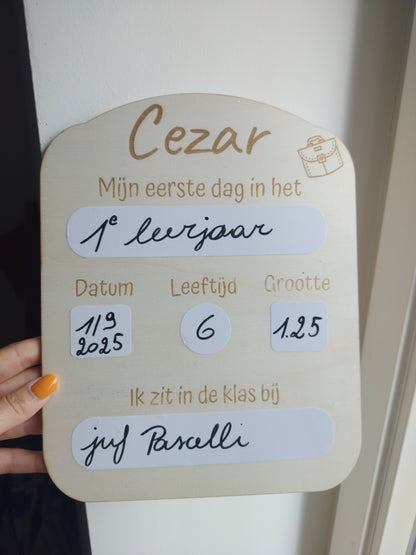 Cezar
Mijn eerste dag in het
1e leerjaar
Datum Leeftijd Grootte
1/9
2025
6
1.25
Ik zit in de klas bij
juf Pascalli